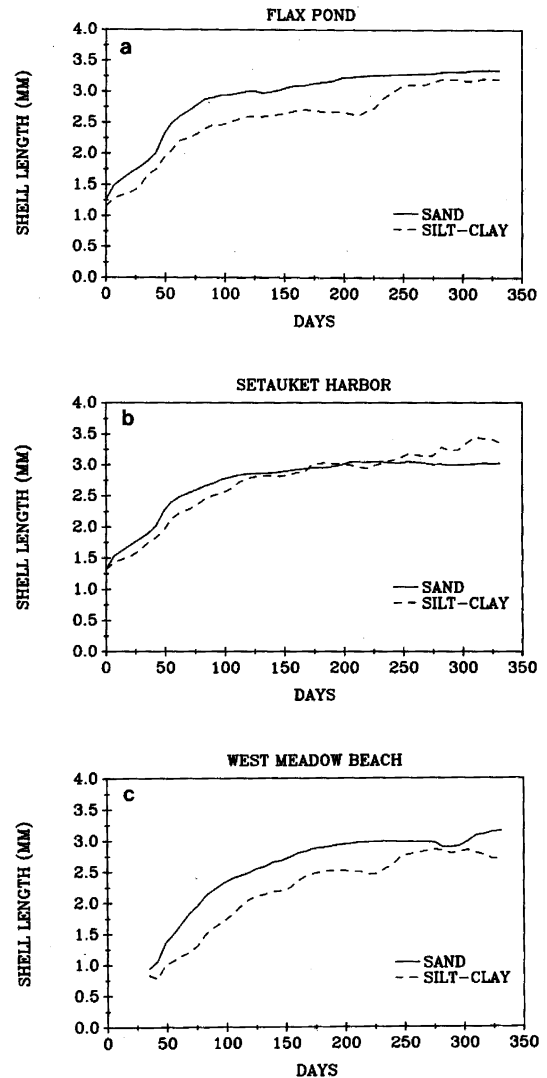 FLAX POND
a
4.0
3.5
3.0
2.5
2.0
1.5
1.0
0.5
0.0
SHELL LENGTH (MM)
SAND
SILT-CLAY
0 50 100 150 200 250 300 350
DAYS
SETAUKET HARBOR
b
4.0
3.5
3.0
2.5
2.0
1.5
1.0
0.5
0.0
SHELL LENGTH (MM)
SAND
SILT-CLAY
0 50 100 150 200 250 300 350
DAYS
WEST MEADOW BEACH
c
4.0
3.5
3.0
2.5
2.0
1.5
1.0
0.5
0.0
SHELL LENGTH (MM)
SAND
SILT-CLAY
0 50 100 150 200 250 300 350
DAYS